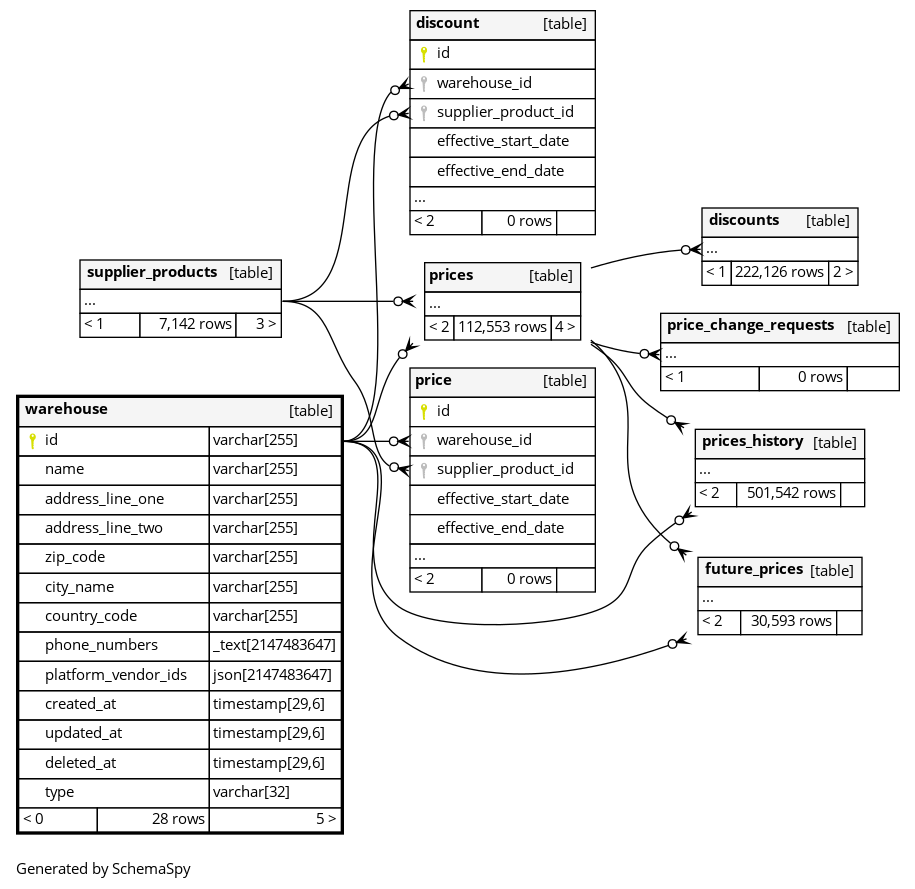 discount [table]
id
warehouse_id
supplier_product_id
effective_start_date
effective_end_date
...
< 2 0 rows
discounts [table]
...
< 1 222,126 rows 2 >
supplier_products [table]
...
< 1 7,142 rows 3 >
prices [table]
...
< 2 112,553 rows 4 >
price_change_requests [table]
...
< 1 0 rows
price [table]
id
warehouse_id
supplier_product_id
effective_start_date
effective_end_date
...
< 2 0 rows
prices_history [table]
...
< 2 501,542 rows
future_prices [table]
...
< 2 30,593 rows
warehouse [table]
id varchar[255]
name varchar[255]
address_line_one varchar[255]
address_line_two varchar[255]
zip_code varchar[255]
city_name varchar[255]
country_code varchar[255]
phone_numbers _text[2147483647]
platform_vendor_ids json[2147483647]
created_at timestamp[29,6]
updated_at timestamp[29,6]
deleted_at timestamp[29,6]
type varchar[32]
< 0 28 rows 5 >
Generated by SchemaSpy